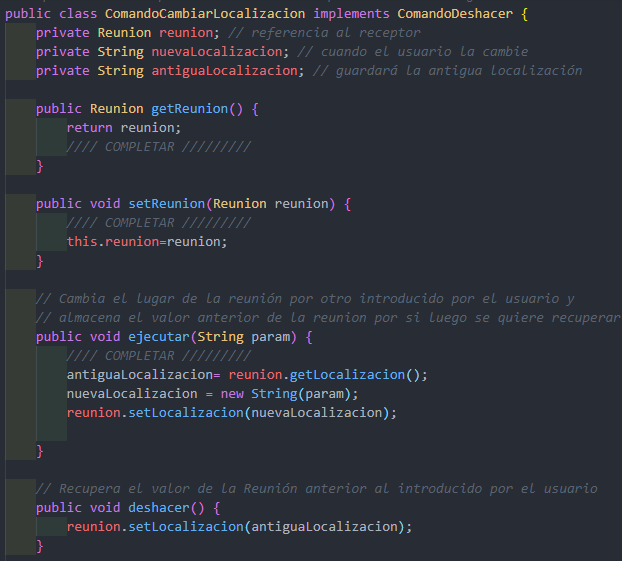 public class ComandoCambiarLocalizacion implements ComandoDeshacer {
    private Reunion reunion; // referencia al receptor
    private String nuevaLocalizacion; // cuando el usuario la cambie
    private String antiguaLocalizacion; // guardará la antigua localización

    public Reunion getReunion() {
        return reunion;
        //// COMPLETAR /////////
    }

    public void setReunion(Reunion reunion) {
        //// COMPLETAR /////////
        this.reunion=reunion;
    }

    // Cambia el lugar de la reunión por otro introducido por el usuario y
    // almacena el valor anterior de la reunion por si luego se quiere recuperar
    public void ejecutar(String param) {
        //// COMPLETAR /////////
        antiguaLocalizacion= reunion.getLocalizacion();
        nuevaLocalizacion = new String(param);
        reunion.setLocalizacion(nuevaLocalizacion);

    }

    // Recupera el valor de la Reunión anterior al introducido por el usuario
    public void deshacer() {
        reunion.setLocalizacion(antiguaLocalizacion);
    }